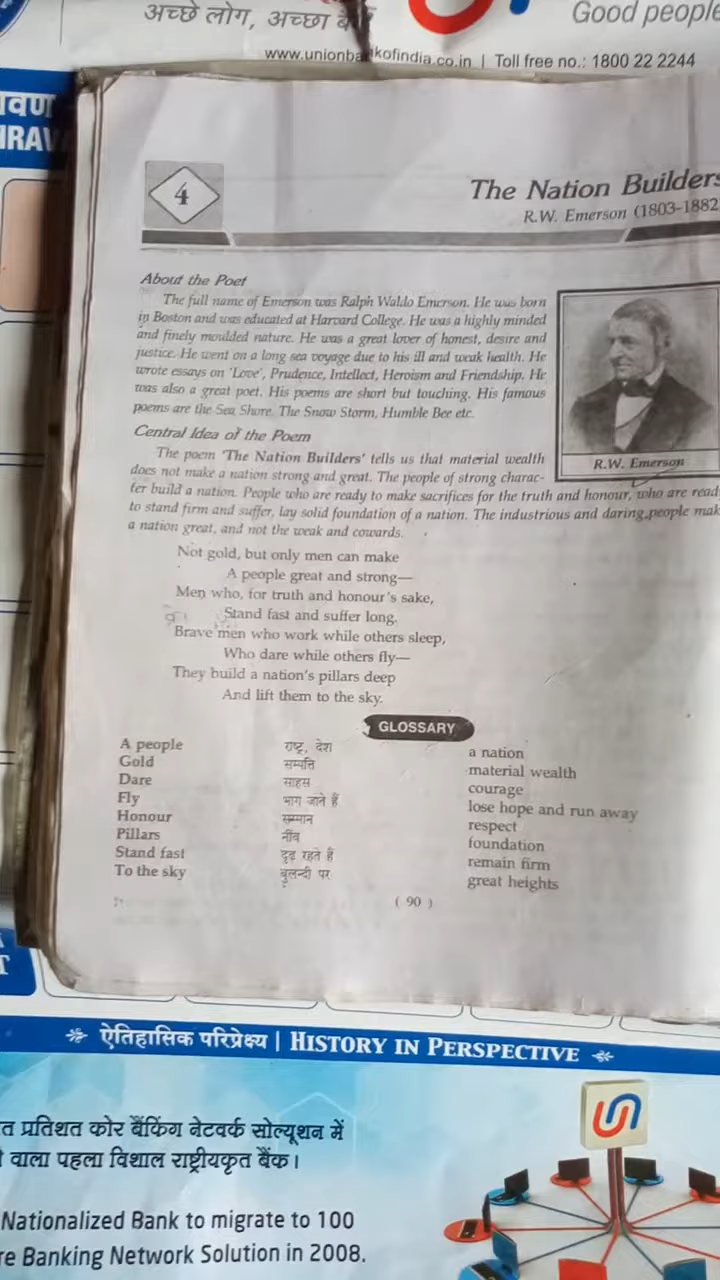 अच्छे लोग, अच्छा
Good people
www.unionbankofindia.co.in | Toll free no.: 1800 22 2244
4
The Nation Builders
R.W. Emerson (1803-1882
About the Poet
The full name of Emerson was Ralph Waldo Emerson. He was born
in Boston and was educated at Harvard College. He was a highly minded
and finely moulded nature. He was a great lover of honest, desire and
justice. He went on a long sea voyage due to his ill and weak health. He
wrote essays on 'Love', Prudence, Intellect, Heroism and Friendship. He
was also a great poet. His poems are short but touching. His famous
poems are the Sea Shore, The Snow Storm, Humble Bee etc.
R.W. Emerson
Central Idea of the Poem
The poem 'The Nation Builders' tells us that material wealth
does not make a nation strong and great. The people of strong charac-
ter build a nation. People who are ready to make sacrifices for the truth and honour, who are read
to stand firm and suffer, lay solid foundation of a nation. The industrious and daring people mak
a nation great, and not the weak and cowards.
Not gold, but only men can make
A people great and strong—
Men who, for truth and honour's sake,
Stand fast and suffer long.
Brave men who work while others sleep,
Who dare while others fly—
They build a nation's pillars deep
And lift them to the sky.
GLOSSARY
A people राष्ट्र, देश a nation
Gold सम्पत्ति material wealth
Dare साहस courage
Fly भाग जाते हैं lose hope and run away
Honour सम्मान respect
Pillars नींव foundation
Stand fast दृढ़ रहते हैं remain firm
To the sky बुलन्दी पर great heights
( 90 )
ऐतिहासिक परिप्रेक्ष्य | HISTORY IN PERSPECTIVE
त प्रतिशत कोर बैंकिंग नेटवर्क सोल्यूशन में
वाला पहला विशाल राष्ट्रीयकृत बैंक।
Nationalized Bank to migrate to 100
re Banking Network Solution in 2008.